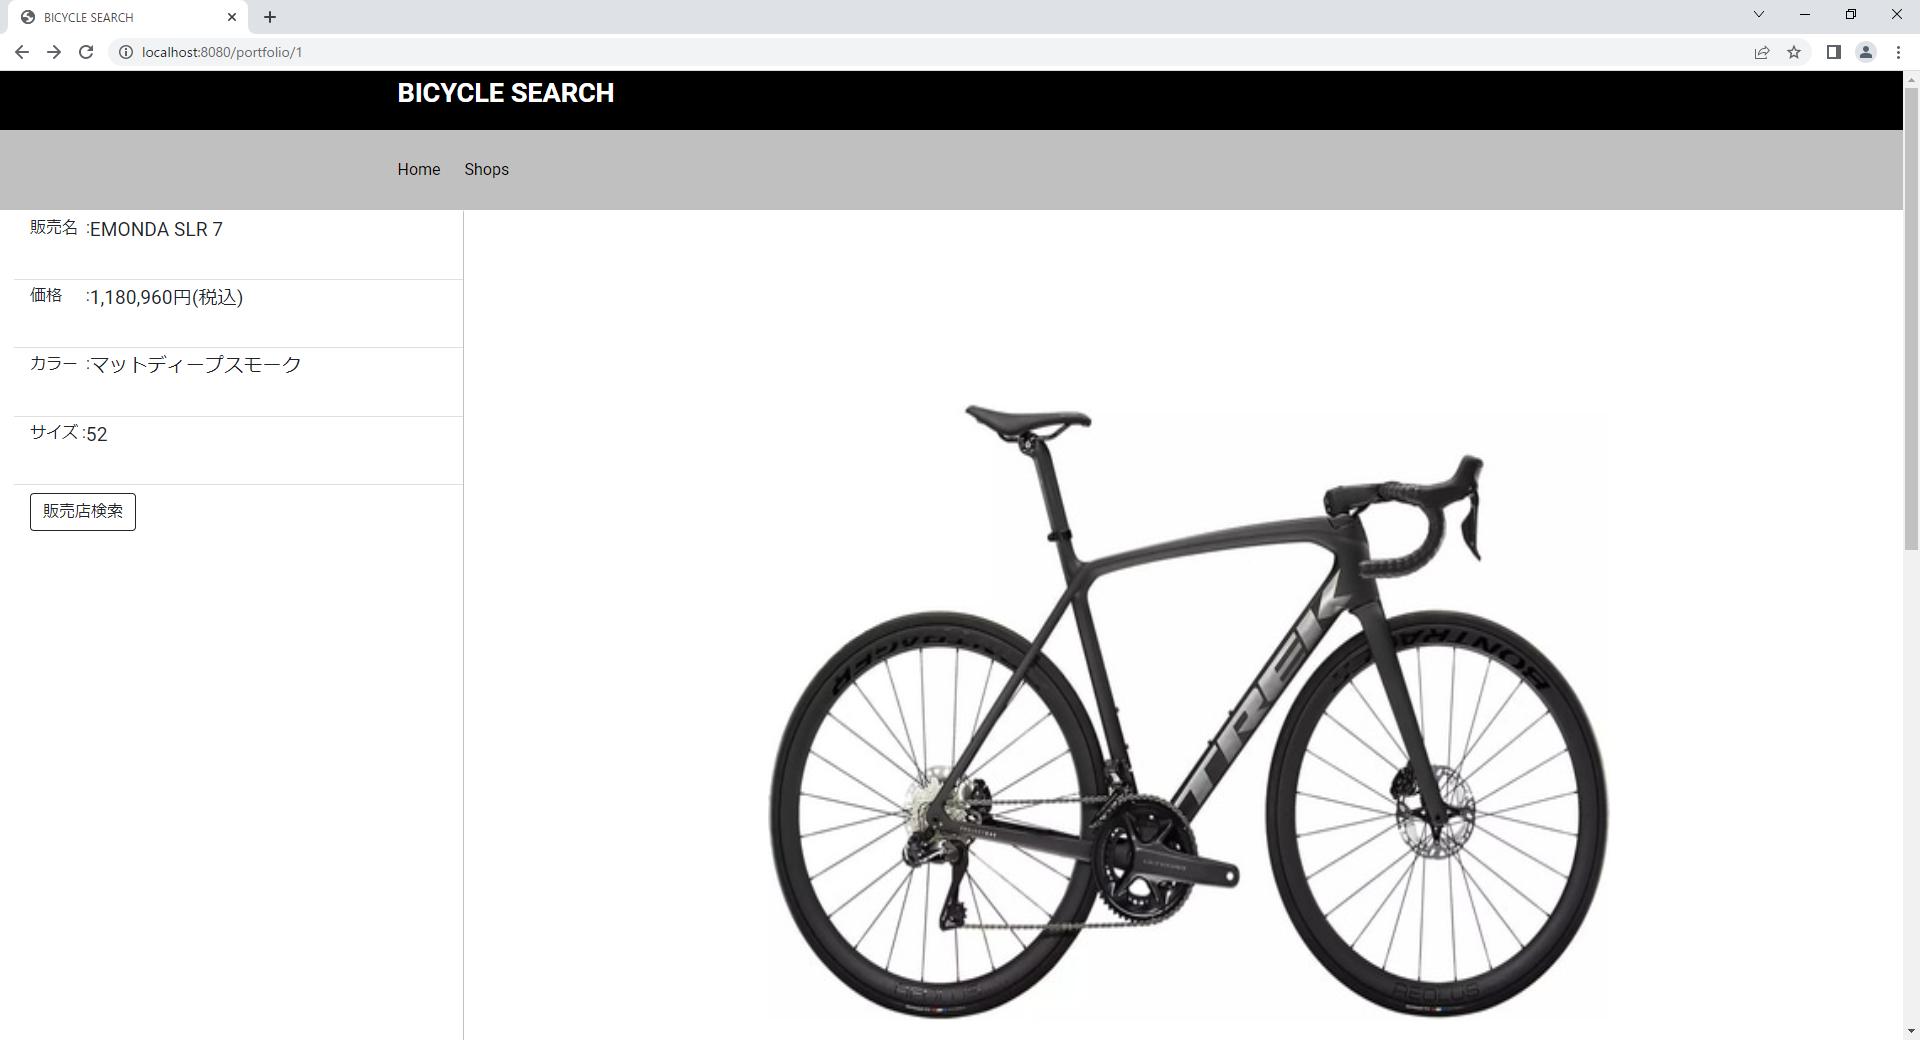 BICYCLE SEARCH
localhost:8080/portfolio/1
BICYCLE SEARCH
Home Shops
販売名 :EMONDA SLR 7
価格 :1,180,960円(税込)
カラー :マットディープスモーク
サイズ :52
販売店検索
TREK
BONTRAGER
AEOLUS
AEOLUS